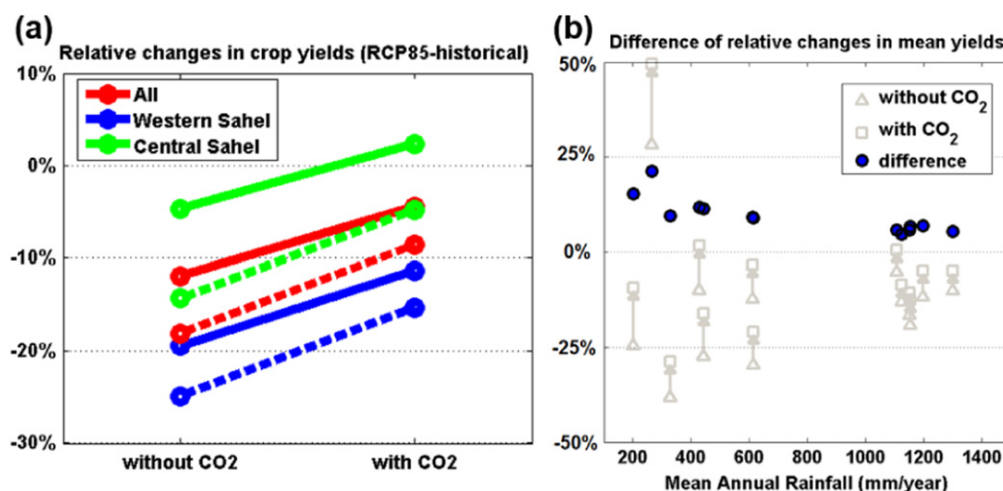 (a)
Relative changes in crop yields (RCP85-historical)
10%
0%
-10%
-20%
-30%
All
Western Sahel
Central Sahel
without CO2
with CO2
(b)
Difference of relative changes in mean yields
50%
25%
0%
-25%
-50%
without CO₂
with CO₂
difference
200 400 600 800 1000 1200 1400
Mean Annual Rainfall (mm/year)